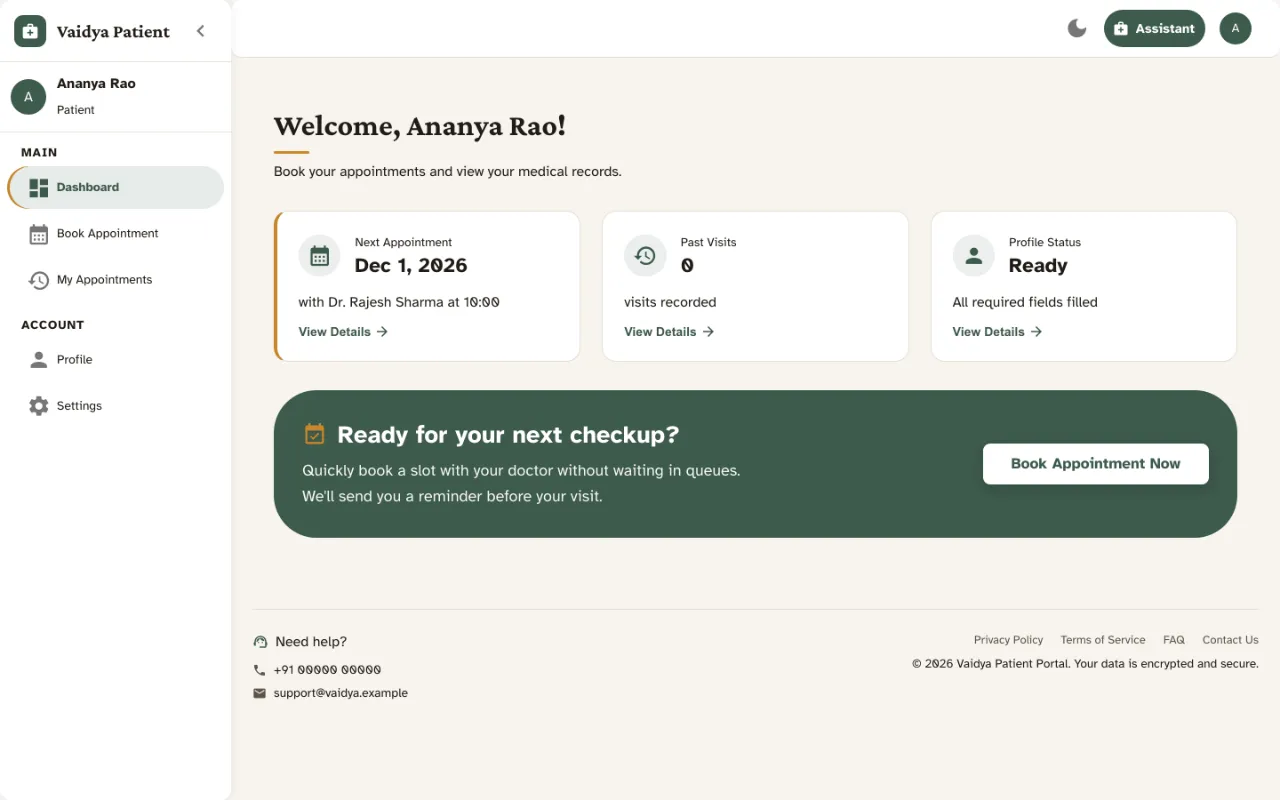 Vaidya Patient
Assistant
A
A
Ananya Rao
Patient
MAIN
Dashboard
Book Appointment
My Appointments
ACCOUNT
Profile
Settings
Welcome, Ananya Rao!
Book your appointments and view your medical records.
Next Appointment
Dec 1, 2026
with Dr. Rajesh Sharma at 10:00
View Details →
Past Visits
0
visits recorded
View Details →
Profile Status
Ready
All required fields filled
View Details →
Ready for your next checkup?
Quickly book a slot with your doctor without waiting in queues.
We'll send you a reminder before your visit.
Book Appointment Now
Need help?
+91 00000 00000
support@vaidya.example
Privacy Policy
Terms of Service
FAQ
Contact Us
© 2026 Vaidya Patient Portal. Your data is encrypted and secure.